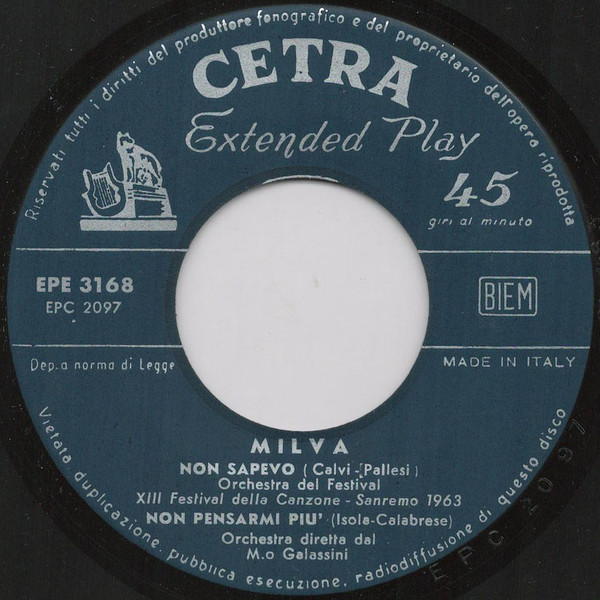 Riservati tutti i diritti del produttore fonografico e del proprietario dell'opera riprodotta
CETRA
Extended Play
45
giri al minuto
EPE 3168
EPC 2097
BIEM
Dep. a norma di Legge
MADE IN ITALY
MILVA
NON SAPEVO (Calvi - Pallesi)
Orchestra del Festival
XIII Festival della Canzone - Sanremo 1963
NON PENSARMI PIU' (Isola-Calabrese)
Orchestra diretta dal
M.o Galassini
Vietata duplicazione, pubblica esecuzione, radiodiffusione di questo disco
EPC 2097